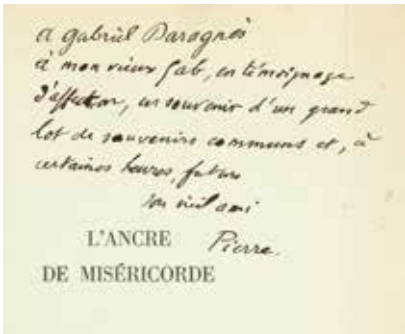 a gabriel Daragnès
à mon vieux Gab, en témoignage
d'affection, en souvenir d'un grand
lot de souvenirs communs et, à
certaines heures, futurs
son vieil ami
Pierre.
L'ANCRE
DE MISÉRICORDE